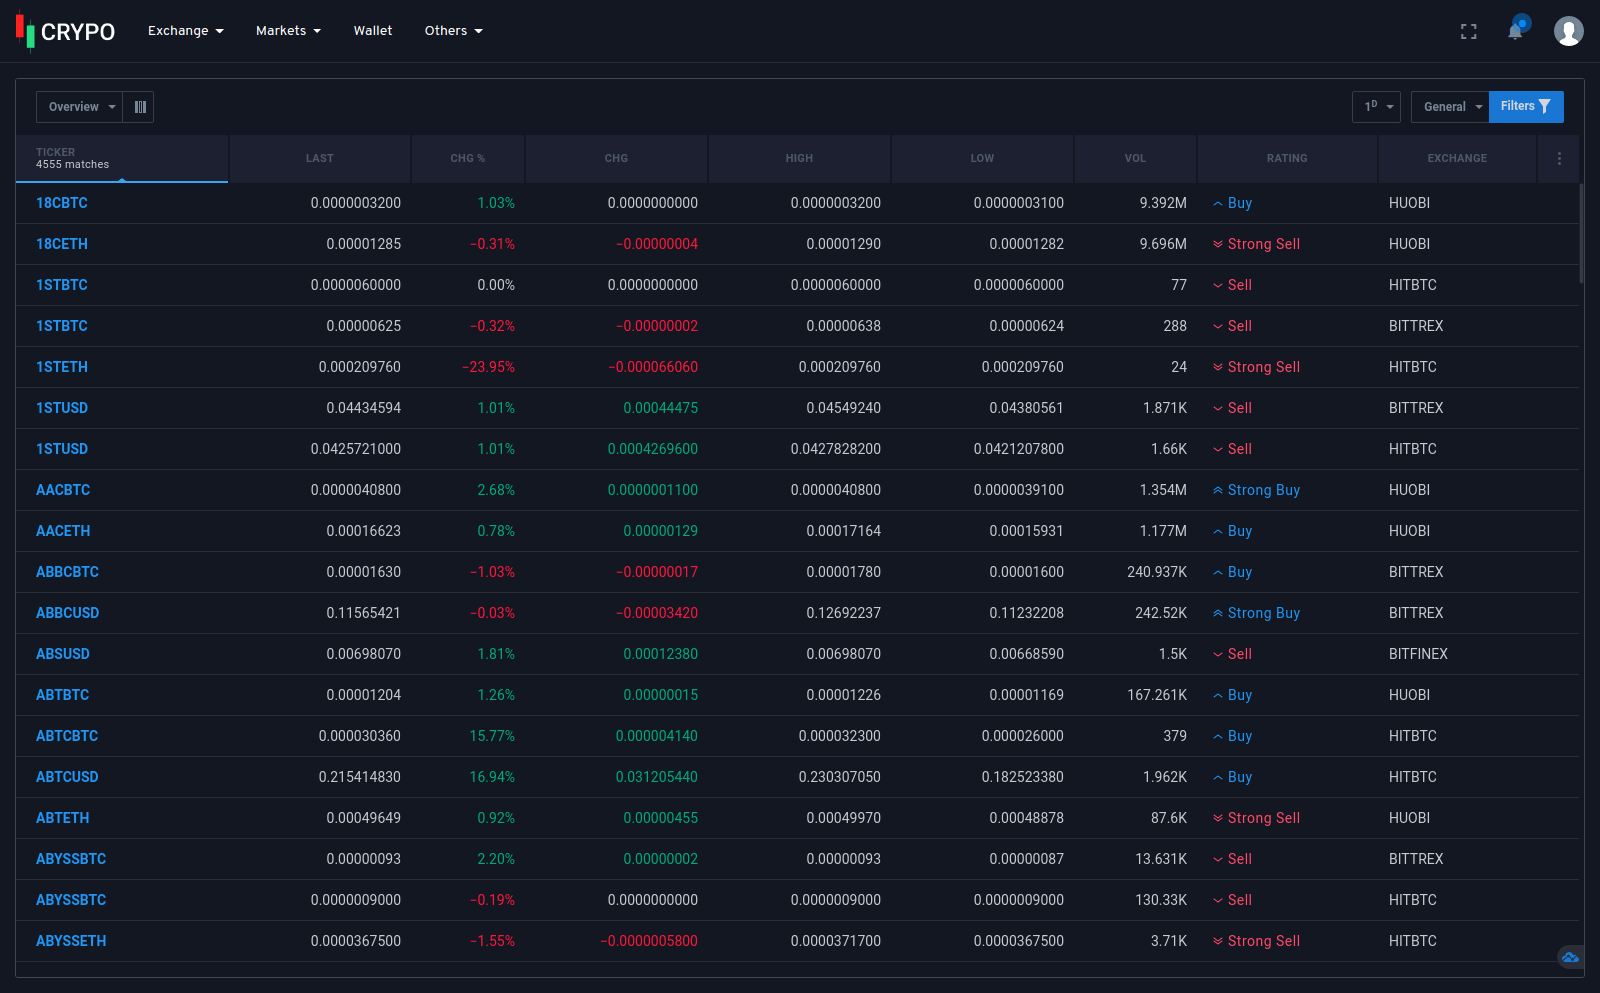 CRYPO Exchange Markets Wallet Others
Overview 1D General Filters
TICKER
4555 matches LAST CHG % CHG HIGH LOW VOL RATING EXCHANGE
18CBTC 0.0000003200 1.03% 0.0000000000 0.0000003200 0.0000003100 9.392M Buy HUOBI
18CETH 0.00001285 −0.31% −0.00000004 0.00001290 0.00001282 9.696M Strong Sell HUOBI
1STBTC 0.0000060000 0.00% 0.0000000000 0.0000060000 0.0000060000 77 Sell HITBTC
1STBTC 0.00000625 −0.32% −0.00000002 0.00000638 0.00000624 288 Sell BITTREX
1STETH 0.000209760 −23.95% −0.000066060 0.000209760 0.000209760 24 Strong Sell HITBTC
1STUSD 0.04434594 1.01% 0.00044475 0.04549240 0.04380561 1.871K Sell BITTREX
1STUSD 0.0425721000 1.01% 0.0004269600 0.0427828200 0.0421207800 1.66K Sell HITBTC
AACBTC 0.0000040800 2.68% 0.0000001100 0.0000040800 0.0000039100 1.354M Strong Buy HUOBI
AACETH 0.00016623 0.78% 0.00000129 0.00017164 0.00015931 1.177M Buy HUOBI
ABBCBTC 0.00001630 −1.03% −0.00000017 0.00001780 0.00001600 240.937K Buy BITTREX
ABBCUSD 0.11565421 −0.03% −0.00003420 0.12692237 0.11232208 242.52K Strong Buy BITTREX
ABSUSD 0.00698070 1.81% 0.00012380 0.00698070 0.00668590 1.5K Sell BITFINEX
ABTBTC 0.00001204 1.26% 0.00000015 0.00001226 0.00001169 167.261K Buy HUOBI
ABTCBTC 0.000030360 15.77% 0.000004140 0.000032300 0.000026000 379 Buy HITBTC
ABTCUSD 0.215414830 16.94% 0.031205440 0.230307050 0.182523380 1.962K Buy HITBTC
ABTETH 0.00049649 0.92% 0.00000455 0.00049970 0.00048878 87.6K Strong Sell HUOBI
ABYSSBTC 0.00000093 2.20% 0.00000002 0.00000093 0.00000087 13.631K Sell BITTREX
ABYSSBTC 0.0000009000 −0.19% 0.0000000000 0.0000009000 0.0000009000 130.33K Sell HITBTC
ABYSSETH 0.0000367500 −1.55% −0.0000005800 0.0000371700 0.0000367500 3.71K Strong Sell HITBTC